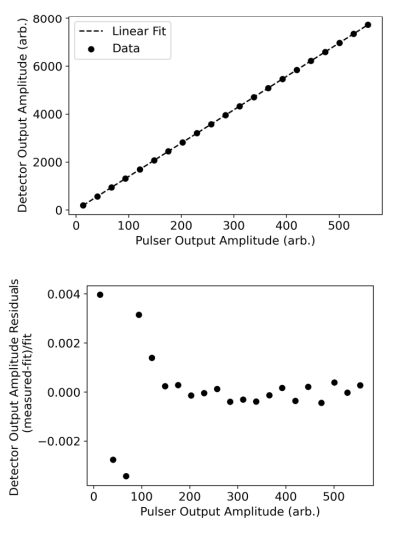 8000
6000
4000
2000
0
Detector Output Amplitude (arb.)
Linear Fit
Data
0 100 200 300 400 500
Pulser Output Amplitude (arb.)
0.004
0.002
0.000
−0.002
Detector Output Amplitude Residuals
(measured-fit)/fit
0 100 200 300 400 500
Pulser Output Amplitude (arb.)